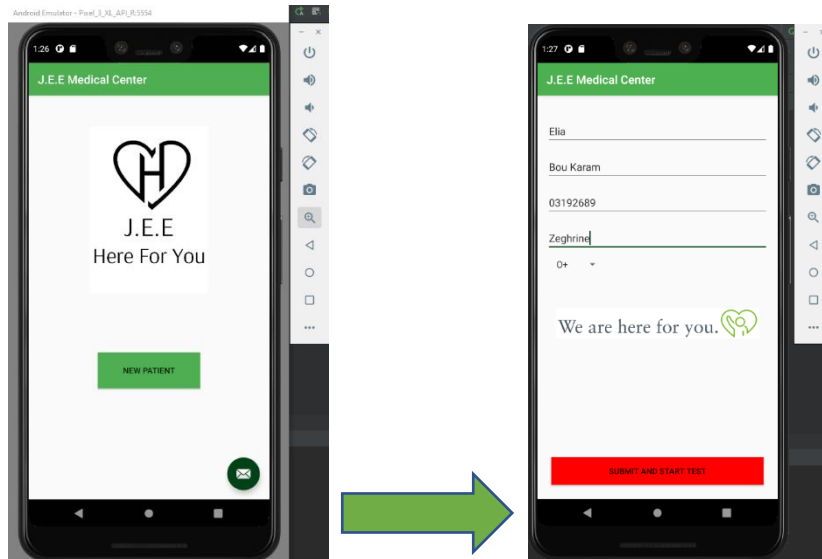 Android Emulator - Pixel_3_XL_API_R:5554
1:26
J.E.E Medical Center
J.E.E
Here For You
NEW PATIENT
1:27
J.E.E Medical Center
Elia
Bou Karam
03192689
Zeghrine
O+
We are here for you.
SUBMIT AND START TEST